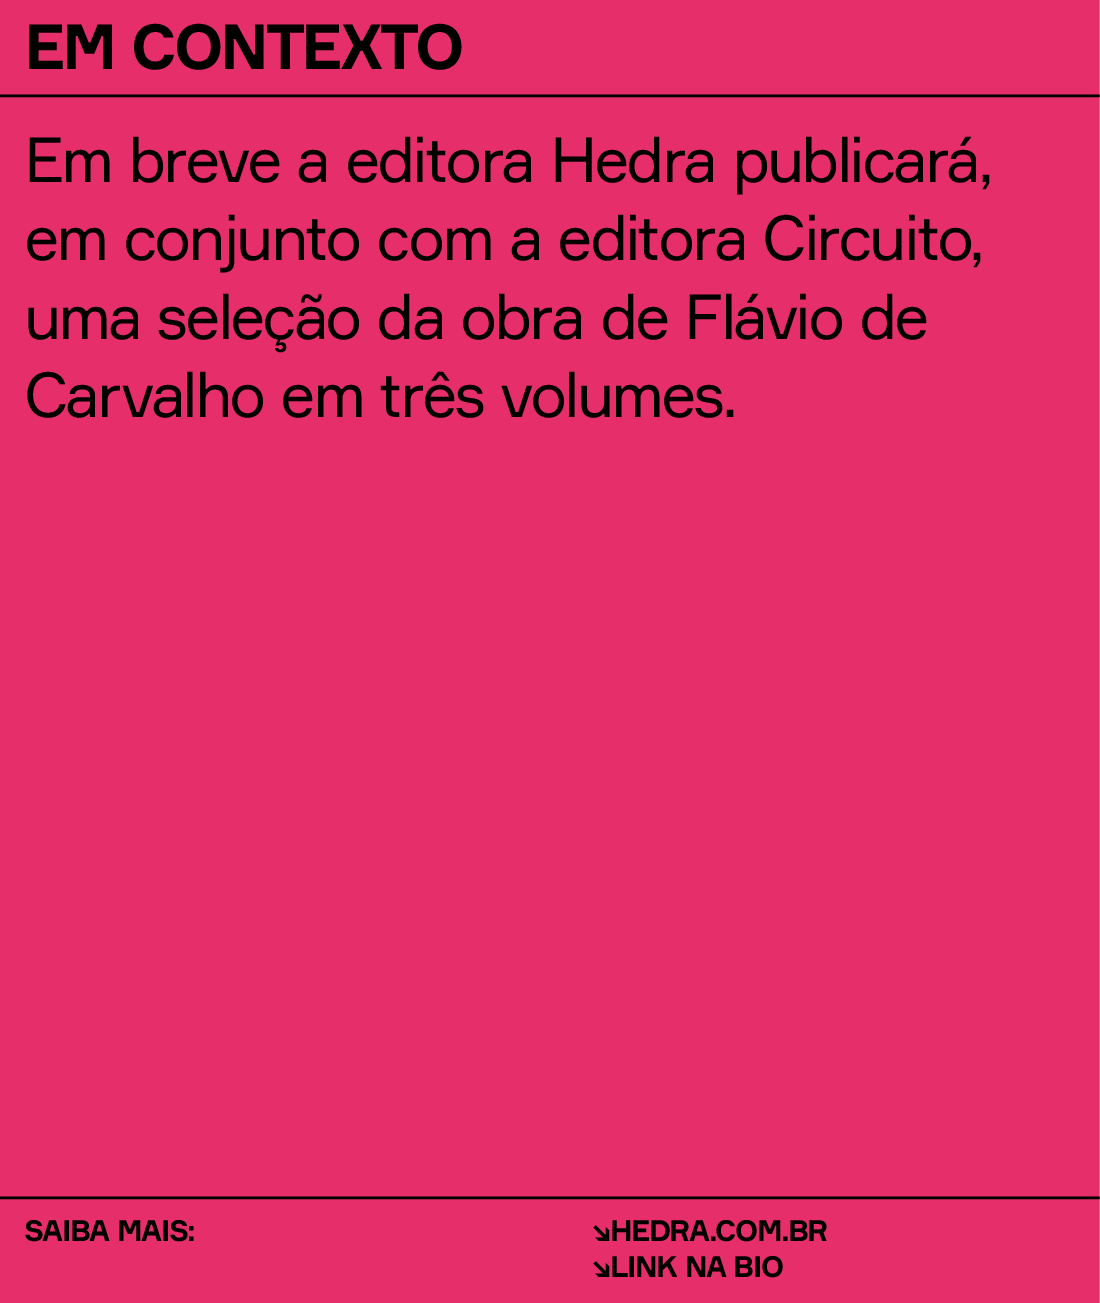 EM CONTEXTO
Em breve a editora Hedra publicará,
em conjunto com a editora Circuito,
uma seleção da obra de Flávio de
Carvalho em três volumes.
SAIBA MAIS:
↘HEDRA.COM.BR
↘LINK NA BIO